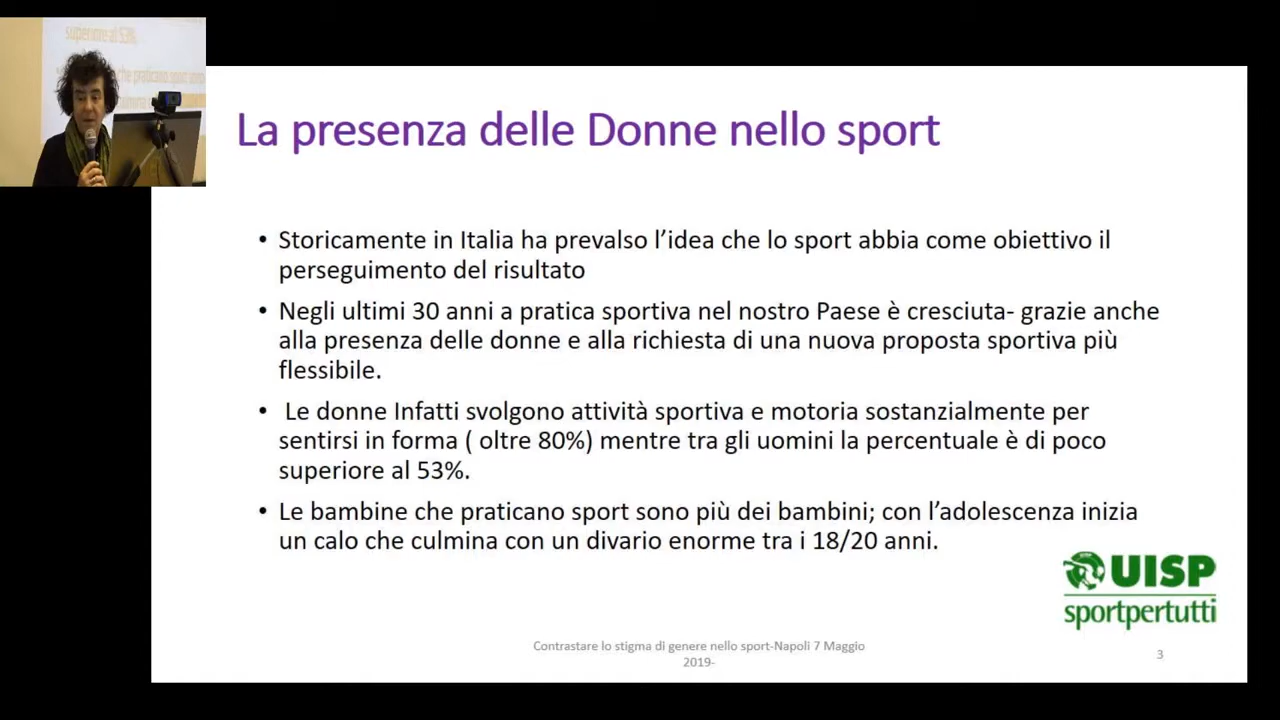 superiore al 53%
che praticano sport sono
La presenza delle Donne nello sport
• Storicamente in Italia ha prevalso l’idea che lo sport abbia come obiettivo il
perseguimento del risultato
• Negli ultimi 30 anni a pratica sportiva nel nostro Paese è cresciuta- grazie anche
alla presenza delle donne e alla richiesta di una nuova proposta sportiva più
flessibile.
• Le donne Infatti svolgono attività sportiva e motoria sostanzialmente per
sentirsi in forma ( oltre 80%) mentre tra gli uomini la percentuale è di poco
superiore al 53%.
• Le bambine che praticano sport sono più dei bambini; con l’adolescenza inizia
un calo che culmina con un divario enorme tra i 18/20 anni.
UISP
sportpertutti
Contrastare lo stigma di genere nello sport-Napoli 7 Maggio
2019-
3